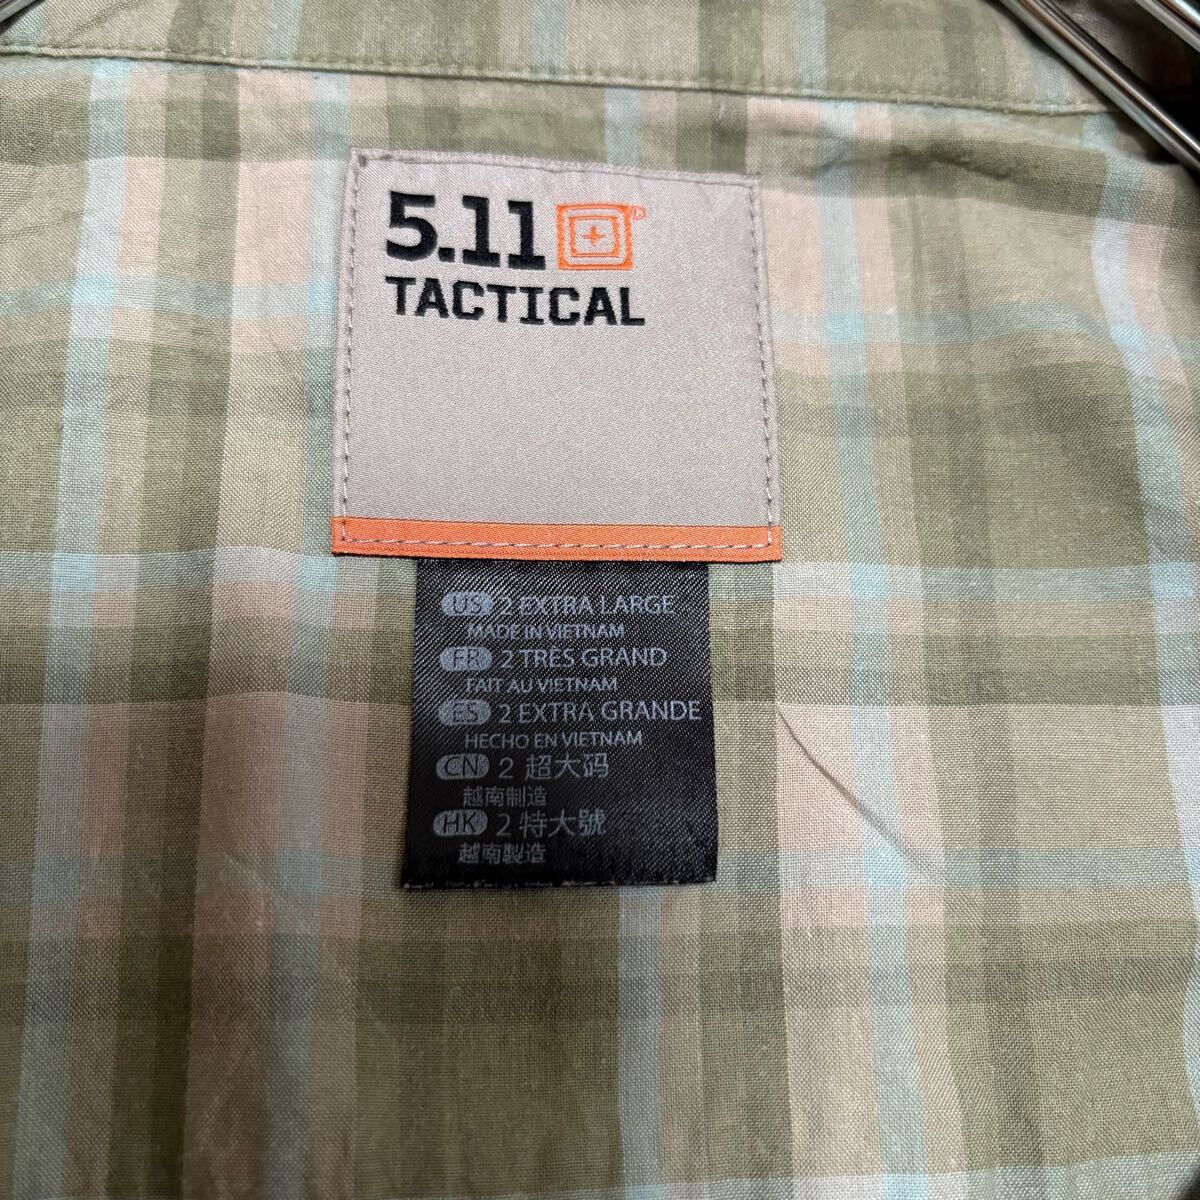 5.11®
TACTICAL
US 2 EXTRA LARGE
MADE IN VIETNAM
FR 2 TRES GRAND
FAIT AU VIETNAM
ES 2 EXTRA GRANDE
HECHO EN VIETNAM
CN 2 超大码
越南制造
HK 2 特大號
越南製造